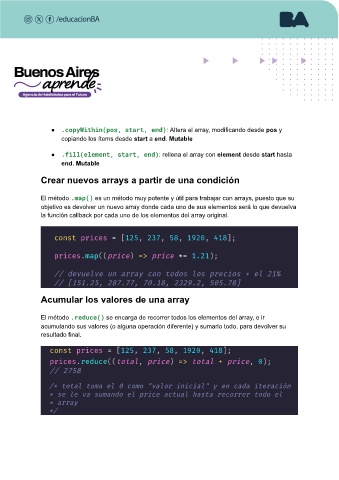 /educacionBA
BA
Buenos Aires
aprende
Agencia de Habilidades para el Futuro
● .copyWithin(pos, start, end): Altera el array, modificando desde pos y
copiando los ítems desde start a end. Mutable
● .fill(element, start, end): rellena el array con element desde start hasta
end. Mutable
Crear nuevos arrays a partir de una condición
El método .map() es un método muy potente y útil para trabajar con arrays, puesto que su
objetivo es devolver un nuevo array donde cada uno de sus elementos será lo que devuelva
la función callback por cada uno de los elementos del array original.
const prices = [125, 237, 58, 1920, 418];
prices.map((price) => price *= 1.21);
// devuelve un array con todos los precios + el 21%
// [151.25, 287.77, 70.18, 2329.2, 505.78]
Acumular los valores de una array
El método .reduce() se encarga de recorrer todos los elementos del array, e ir
acumulando sus valores (o alguna operación diferente) y sumarlo todo, para devolver su
resultado final.
const prices = [125, 237, 58, 1920, 418];
prices.reduce((total, price) => total + price, 0);
// 2758
/* total toma el 0 como "valor inicial" y en cada iteración
* se le va sumando el price actual hasta recorrer todo el
* array
*/